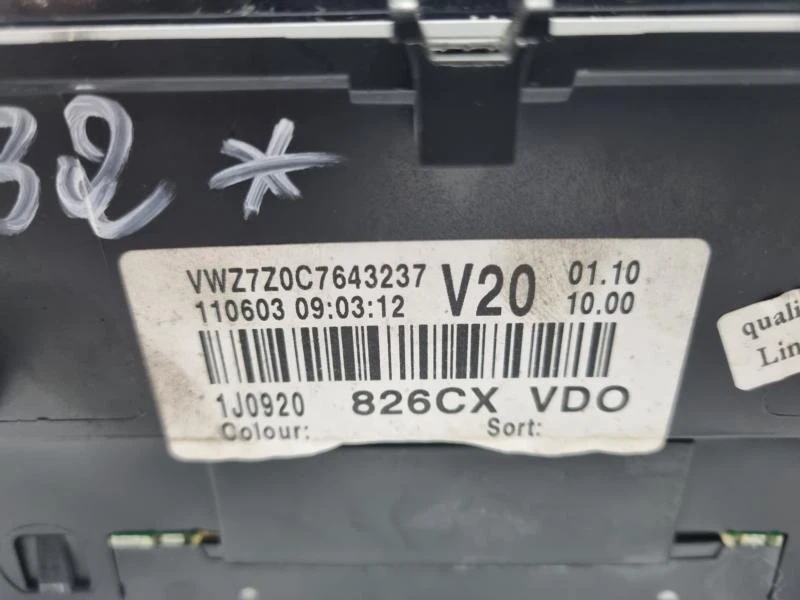 32 *
VWZ7Z0C7643237 V20 01.10
110603 09:03:12 10.00
1J0920 826CX VDO
Colour: Sort:
quali
Lin